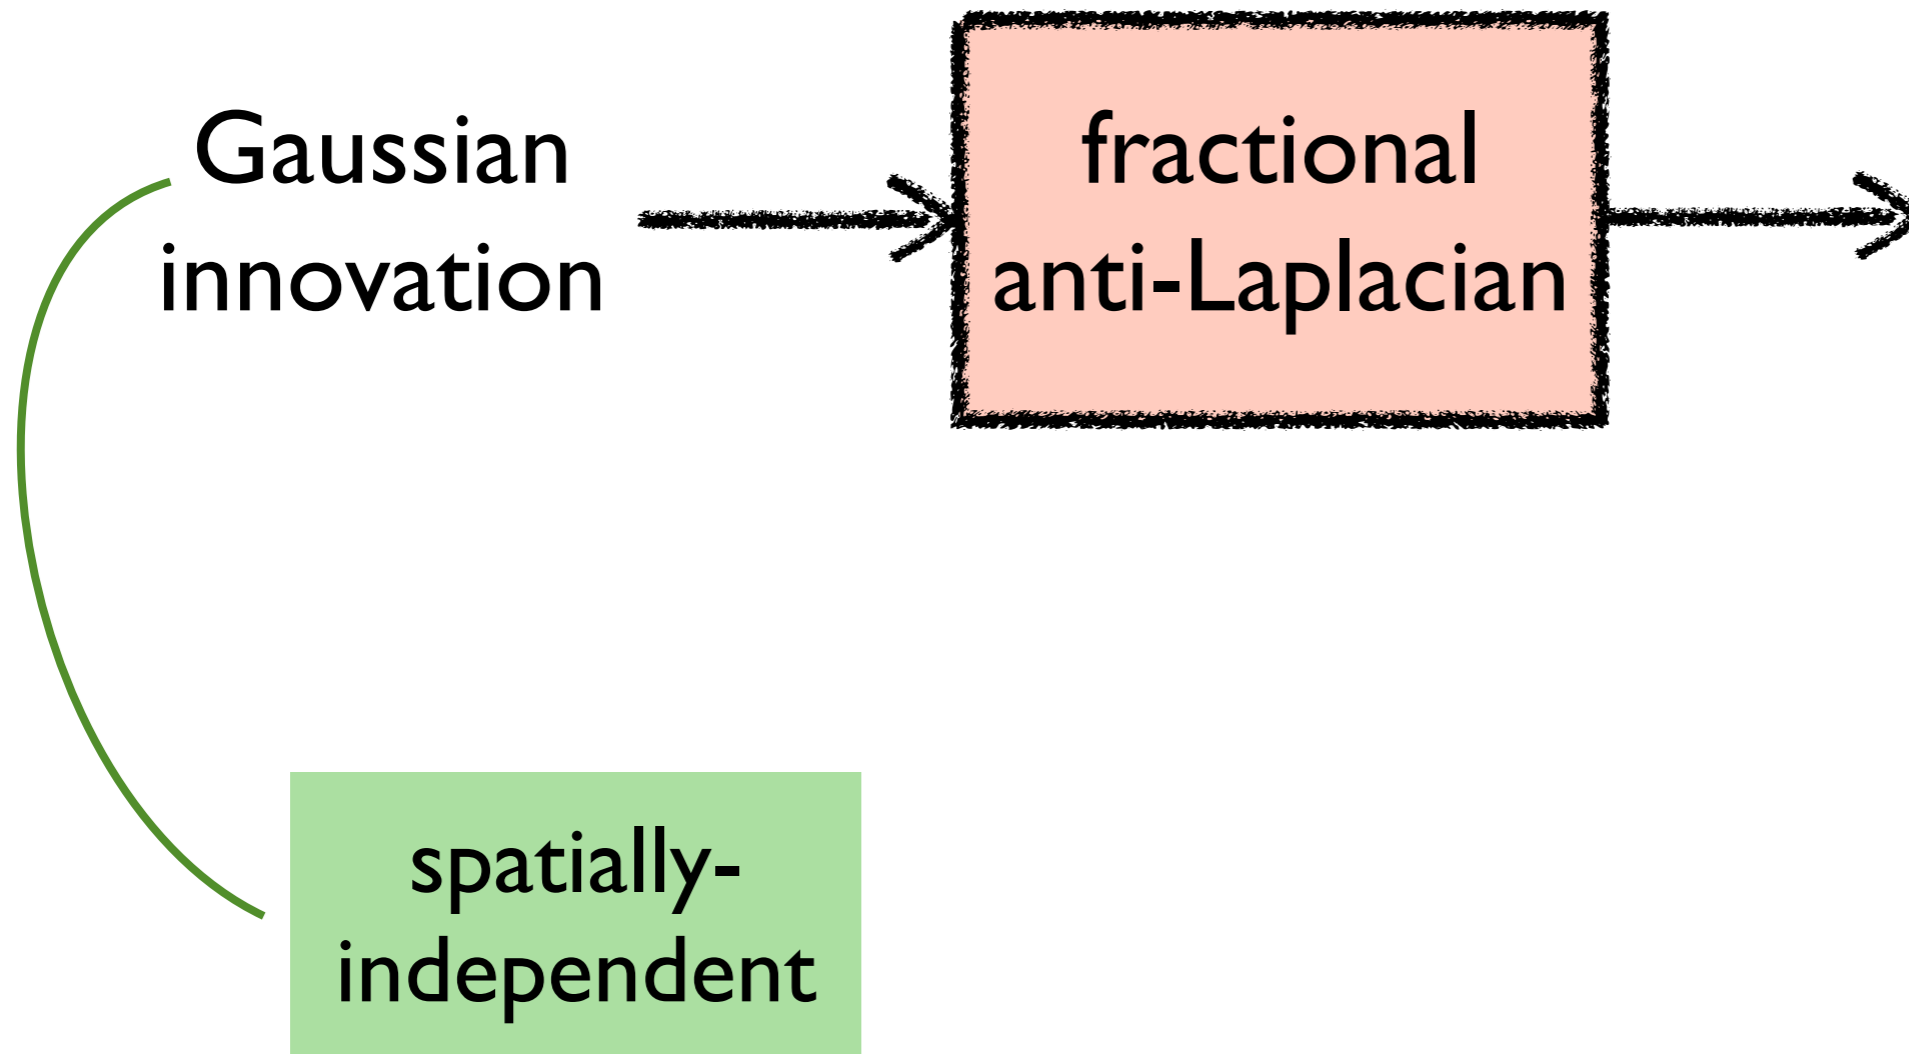 Gaussian
innovation
fractional
anti-Laplacian
spatially-
independent